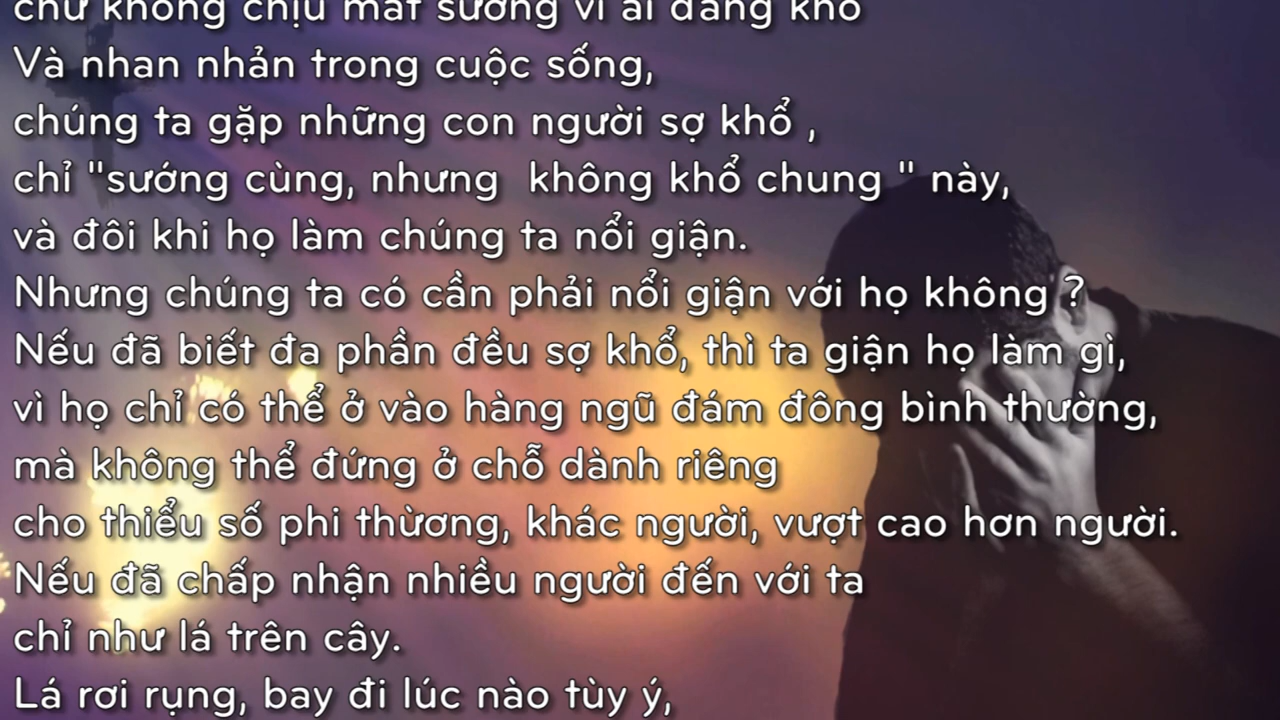 chứ không chịu mất sướng vì ai đang khổ
Và nhan nhản trong cuộc sống,
chúng ta gặp những con người sợ khổ ,
chỉ "sướng cùng, nhưng  không khổ chung " này,
và đôi khi họ làm chúng ta nổi giận.
Nhưng chúng ta có cần phải nổi giận với họ không ?
Nếu đã biết đa phần đều sợ khổ, thì ta giận họ làm gì,
vì họ chỉ có thể ở vào hàng ngũ đám đông bình thường,
mà không thể đứng ở chỗ dành riêng
cho thiểu số phi thừơng, khác người, vượt cao hơn người.
Nếu đã chấp nhận nhiều người đến với ta
chỉ như lá trên cây.
Lá rơi rụng, bay đi lúc nào tùy ý,